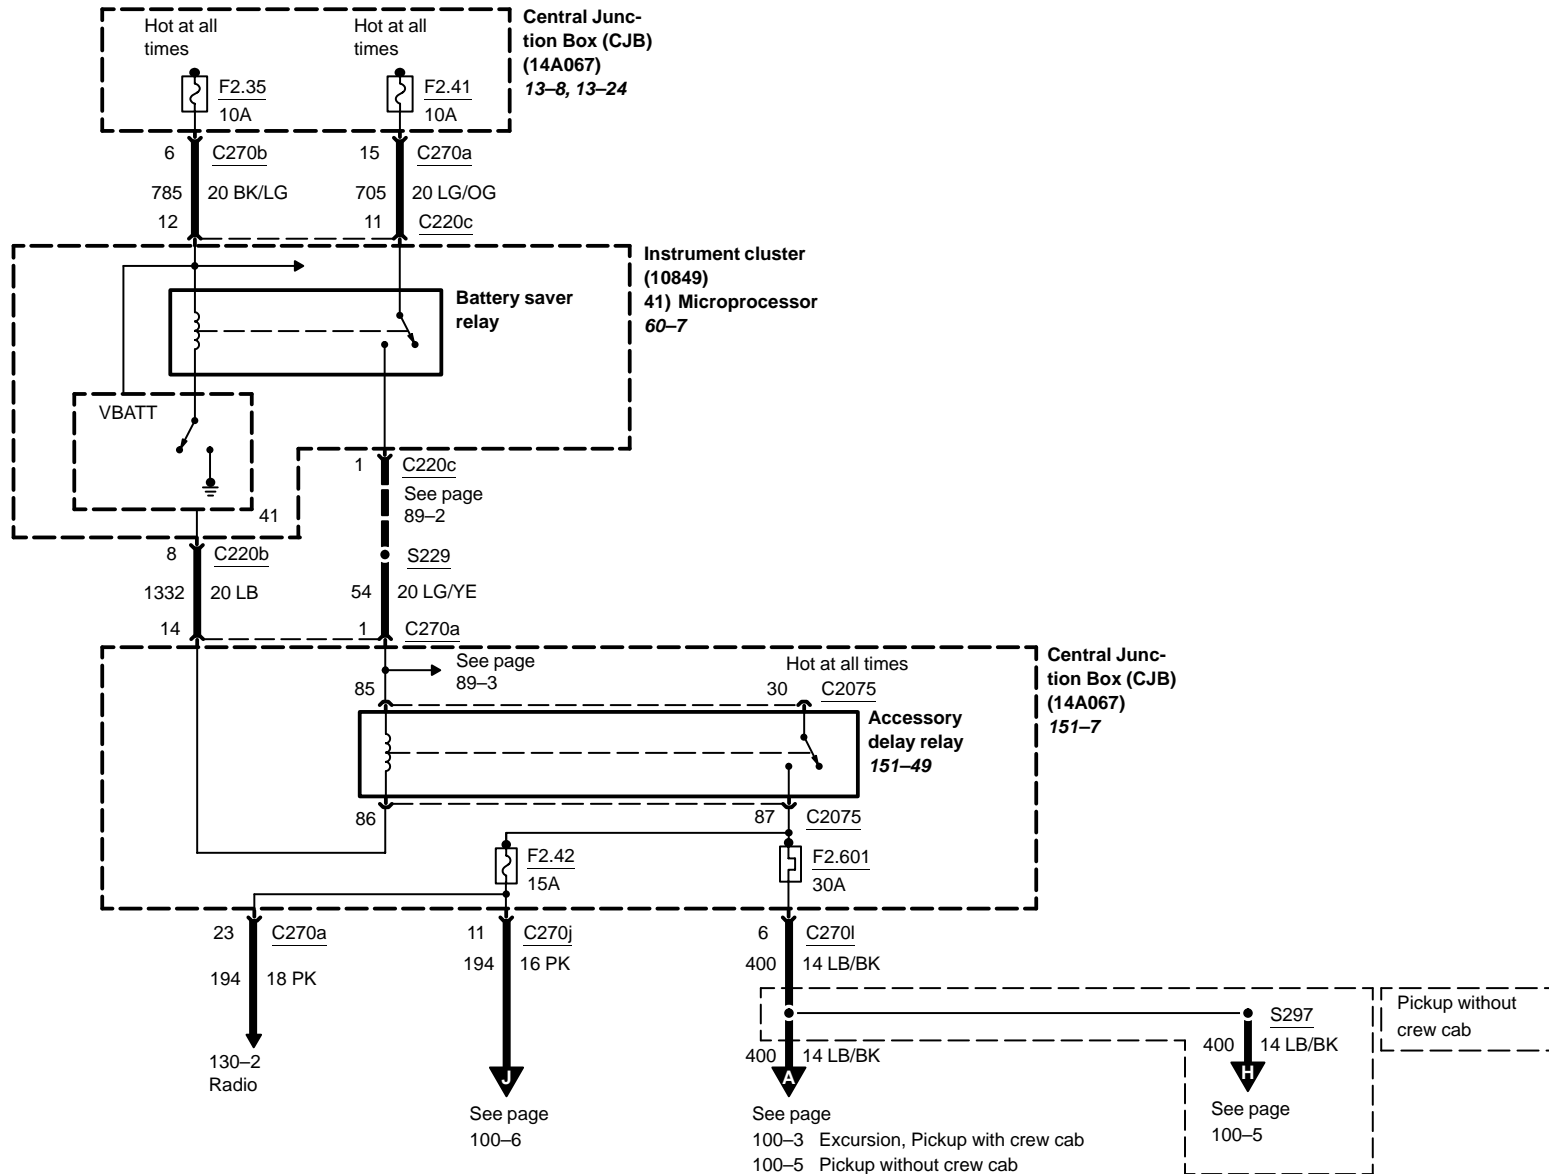 Hot at all
times
Hot at all
times
Central Junc-
tion Box (CJB)
(14A067)
13–8, 13–24
F2.35
10A
F2.41
10A
6
C270b
15
C270a
785
20 BK/LG
705
20 LG/OG
12
11
C220c
Instrument cluster
(10849)
41) Microprocessor
60–7
Battery saver
relay
VBATT
41
1
C220c
See page
89–2
8
C220b
S229
1332
20 LB
54
20 LG/YE
14
1
C270a
See page
89–3
Hot at all times
85
30
C2075
Central Junc-
tion Box (CJB)
(14A067)
151–7
Accessory
delay relay
151–49
86
87
C2075
F2.42
15A
F2.601
30A
23
C270a
11
C270j
6
C270l
194
18 PK
194
16 PK
400
14 LB/BK
S297
Pickup without
crew cab
400
14 LB/BK
400
14 LB/BK
130–2
Radio
J
A
H
See page
100–6
See page
100–3 Excursion, Pickup with crew cab
100–5 Pickup without crew cab
See page
100–5